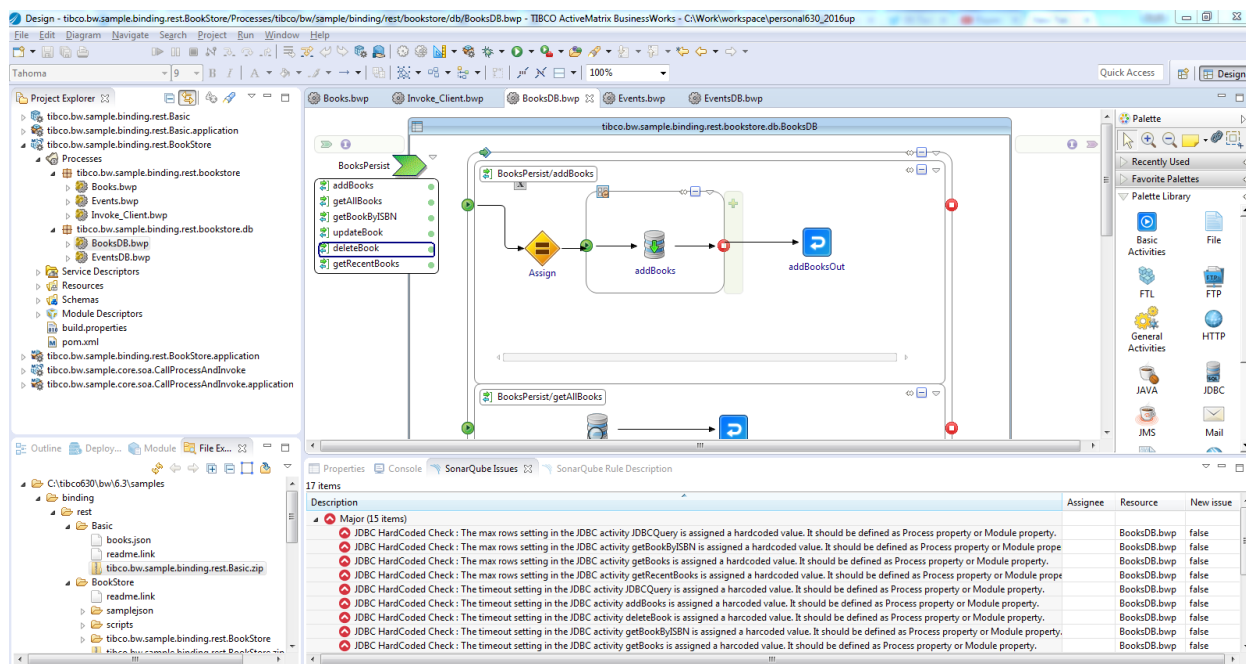 Design - tibco.bw.sample.binding.rest.BookStore/Processes/tibco/bw/sample/binding/rest/bookstore/db/BooksDB.bwp - TIBCO ActiveMatrix BusinessWorks - C:\Work\workspace\personal630_2016up
File Edit Diagram Navigate Search Project Run Window Help
Tahoma 9 B I A 100% Quick Access Design
Project Explorer
tibco.bw.sample.binding.rest.Basic
tibco.bw.sample.binding.rest.Basic.application
tibco.bw.sample.binding.rest.BookStore
Processes
tibco.bw.sample.binding.rest.bookstore
Books.bwp
Events.bwp
Invoke_Client.bwp
tibco.bw.sample.binding.rest.bookstore.db
BooksDB.bwp
EventsDB.bwp
Service Descriptors
Resources
Schemas
Module Descriptors
build.properties
pom.xml
tibco.bw.sample.binding.rest.BookStore.application
tibco.bw.sample.core.soa.CallProcessAndInvoke
tibco.bw.sample.core.soa.CallProcessAndInvoke.application
Books.bwp Invoke_Client.bwp BooksDB.bwp Events.bwp EventsDB.bwp
tibco.bw.sample.binding.rest.bookstore.db.BooksDB
BooksPersist
addBooks
getAllBooks
getBookByISBN
updateBook
deleteBook
getRecentBooks
BooksPersist/addBooks
Assign
addBooks
addBooksOut
BooksPersist/getAllBooks
Palette
Recently Used
Favorite Palettes
Palette Library
Basic Activities
File
FTL
FTP
General Activities
HTTP
JAVA
JDBC
JMS
Mail
Outline Deploy... Module File Ex...
C:\tibco630\bw\6.3\samples
binding
rest
Basic
books.json
readme.link
tibco.bw.sample.binding.rest.Basic.zip
BookStore
readme.link
samplejson
scripts
tibco.bw.sample.binding.rest.BookStore
tibco.bw.sample.binding.rest.BookStore.zip
Properties Console SonarQube Issues SonarQube Rule Description
17 items
Description Assignee Resource New issue
Major (15 items)
JDBC HardCoded Check : The max rows setting in the JDBC activity JDBCQuery is assigned a hardcoded value. It should be defined as Process property or Module property. BooksDB.bwp false
JDBC HardCoded Check : The max rows setting in the JDBC activity getBookByISBN is assigned a hardcoded value. It should be defined as Process property or Module prope BooksDB.bwp false
JDBC HardCoded Check : The max rows setting in the JDBC activity getBooks is assigned a hardcoded value. It should be defined as Process property or Module property. BooksDB.bwp false
JDBC HardCoded Check : The max rows setting in the JDBC activity getRecentBooks is assigned a hardcoded value. It should be defined as Process property or Module prope BooksDB.bwp false
JDBC HardCoded Check : The timeout setting in the JDBC activity JDBCQuery is assigned a harcoded value. It should be defined as Process property or Module property. BooksDB.bwp false
JDBC HardCoded Check : The timeout setting in the JDBC activity addBooks is assigned a harcoded value. It should be defined as Process property or Module property. BooksDB.bwp false
JDBC HardCoded Check : The timeout setting in the JDBC activity deleteBook is assigned a harcoded value. It should be defined as Process property or Module property. BooksDB.bwp false
JDBC HardCoded Check : The timeout setting in the JDBC activity getBookByISBN is assigned a harcoded value. It should be defined as Process property or Module property. BooksDB.bwp false
JDBC HardCoded Check : The timeout setting in the JDBC activity getBooks is assigned a harcoded value. It should be defined as Process property or Module property. BooksDB.bwp false